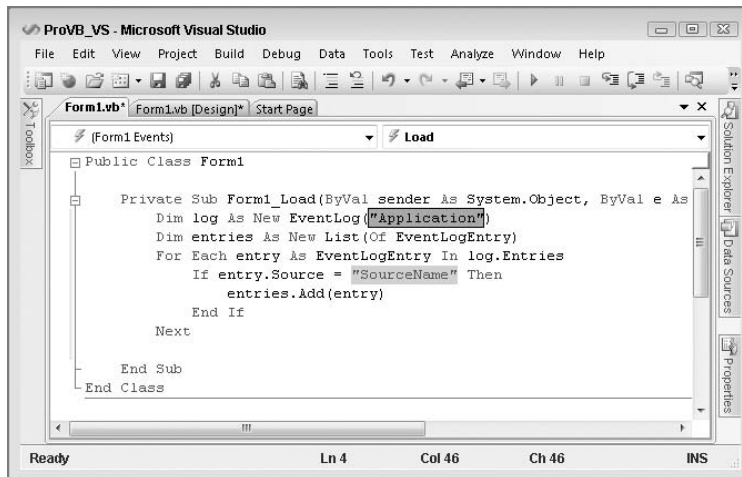 ProVB_VS - Microsoft Visual Studio
File Edit View Project Build Debug Data Tools Test Analyze Window Help
Form1.vb* Form1.vb [Design]* Start Page
Toolbox
(Form1 Events) Load
Public Class Form1
Private Sub Form1_Load(ByVal sender As System.Object, ByVal e As
Dim log As New EventLog("Application")
Dim entries As New List(Of EventLogEntry)
For Each entry As EventLogEntry In log.Entries
If entry.Source = "SourceName" Then
entries.Add(entry)
End If
Next
End Sub
End Class
Solution Explorer
Data Sources
Properties
Ready Ln 4 Col 46 Ch 46 INS